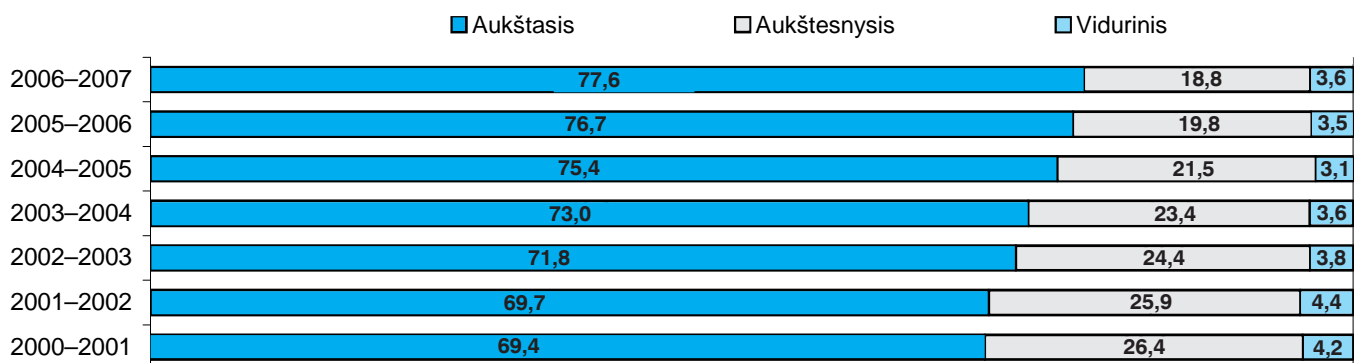 Aukštasis Aukštesnysis Vidurinis
2006–2007 77,6 18,8 3,6
2005–2006 76,7 19,8 3,5
2004–2005 75,4 21,5 3,1
2003–2004 73,0 23,4 3,6
2002–2003 71,8 24,4 3,8
2001–2002 69,7 25,9 4,4
2000–2001 69,4 26,4 4,2